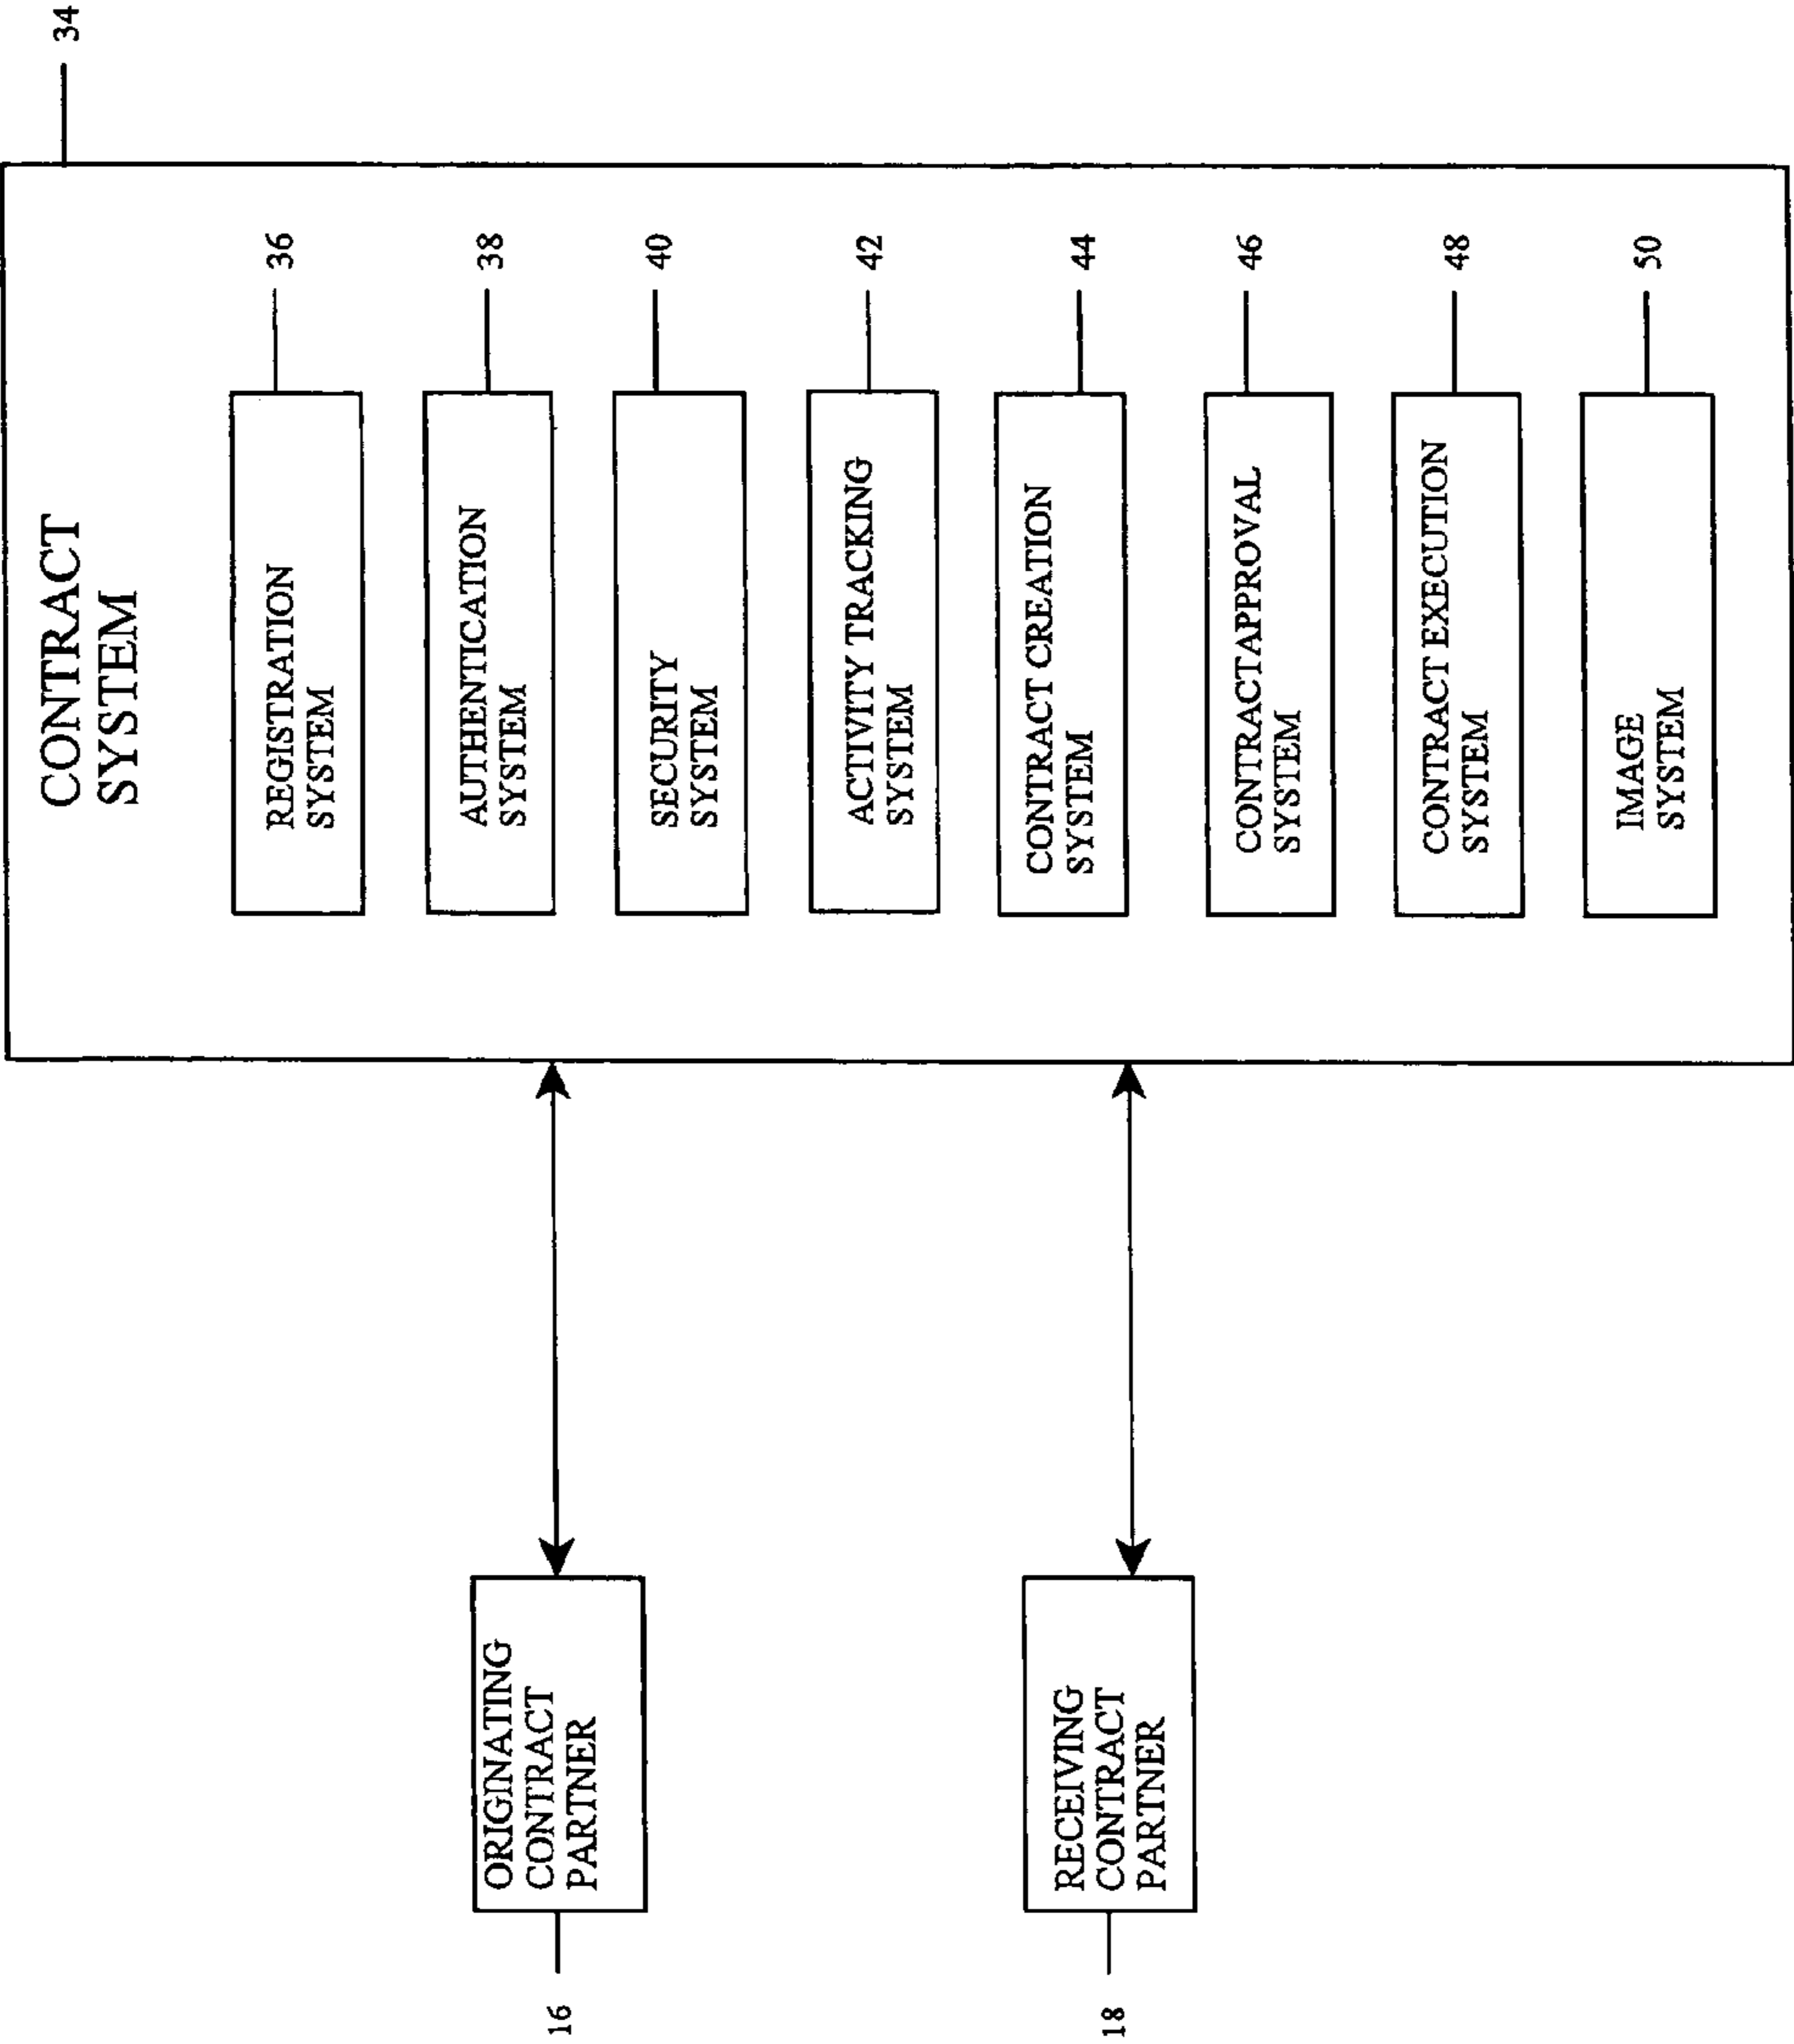 34
CONTRACT
SYSTEM
REGISTRATION
SYSTEM
36
AUTHENTICATION
SYSTEM
38
SECURITY
SYSTEM
40
ACTIVITY TRACKING
SYSTEM
42
CONTRACT CREATION
SYSTEM
44
CONTRACTAPPROVAL
SYSTEM
46
CONTRACT EXECUTION
SYSTEM
48
IMAGE
SYSTEM
50
16
ORIGINATING
CONTRACT
PARTNER
18
RECEIVING
CONTRACT
PARTNER